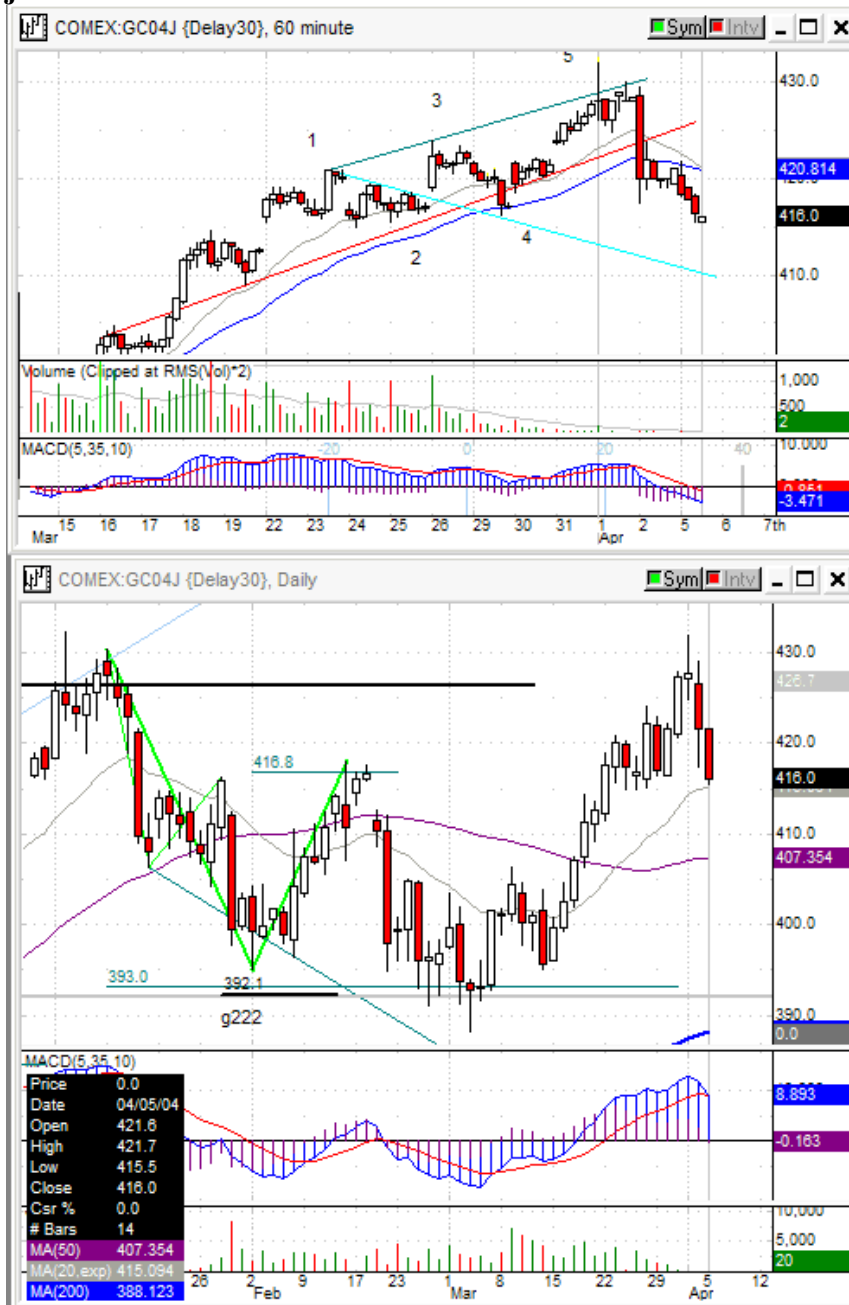 COMEX:GC04J {Delay30}, 60 minute
Sym Intv
5
430.0
3
1
420.814
416.0
2
4
410.0
Volume (Clipped at RMS(Vol)*2)
1,000
500
2
MACD(5,35,10)
-20 0 20 40
10.000
-3.471
15 16 17 18 19 22 23 24 25 26 29 30 31 1 2 5 6 7th
Mar Apr
COMEX:GC04J {Delay30}, Daily
Sym Intv
430.0
426.7
420.0
416.8
416.0
410.0
407.354
400.0
393.0
392.1
390.0
g222
0.0
MACD(5,35,10)
Price 0.0
Date 04/05/04
8.893
Open 421.6
High 421.7
-0.163
Low 415.5
Close 416.0
Csr % 0.0
10,000
# Bars 14
5,000
MA(50) 407.354
20
MA(20.exp) 415.094
MA(200) 388.123
26 2 9 17 23 1 8 15 22 29 5 12
Feb Mar Apr